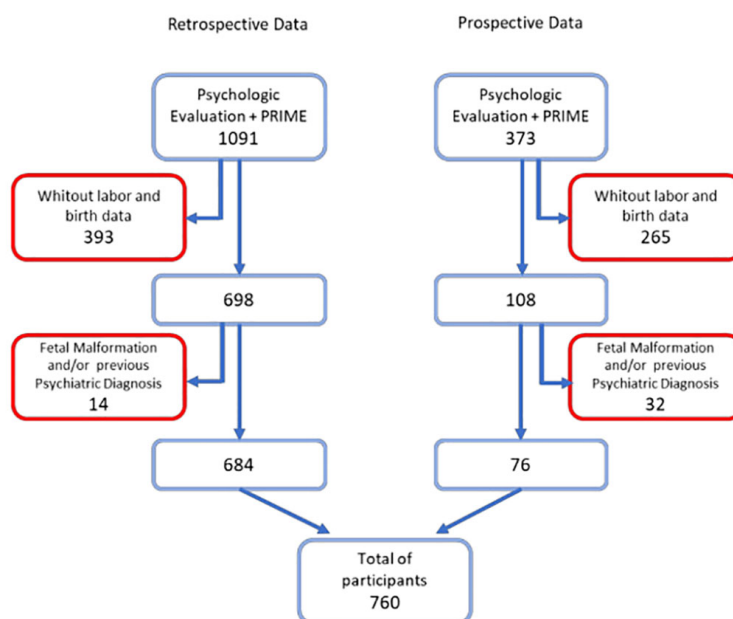 Retrospective Data
Prospective Data
Psychologic
Evaluation + PRIME
1091
Psychologic
Evaluation + PRIME
373
Whitout labor and
birth data
393
Whitout labor and
birth data
265
698
108
Fetal Malformation
and/or previous
Psychiatric Diagnosis
14
Fetal Malformation
and/or previous
Psychiatric Diagnosis
32
684
76
Total of
participants
760